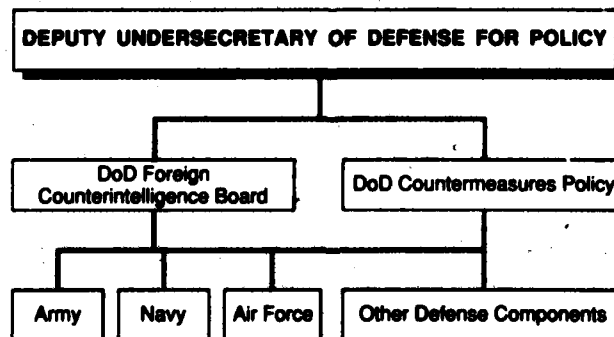 DEPUTY UNDERSECRETARY OF DEFENSE FOR POLICY
DoD Foreign
Counterintelligence Board
DoD Countermeasures Policy
Army
Navy
Air Force
Other Defense Components